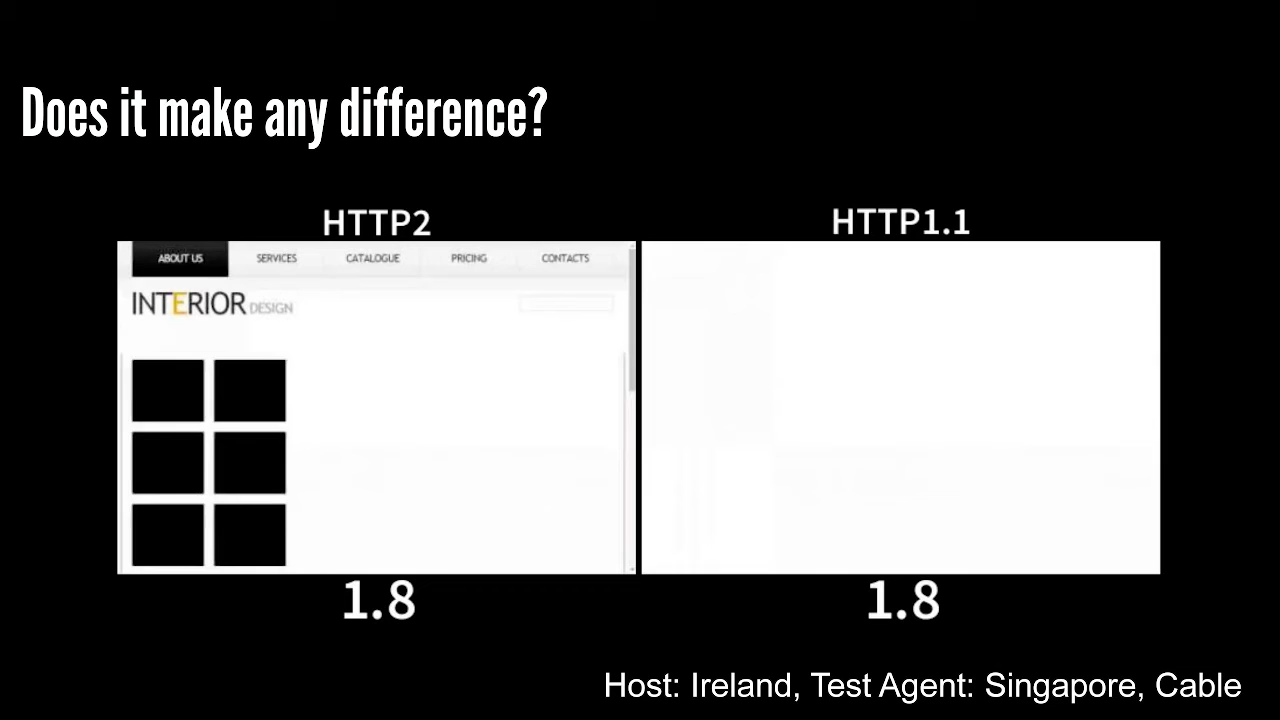 Does it make any difference?
HTTP2 HTTP1.1
ABOUT US SERVICES CATALOGUE PRICING CONTACTS
INTERIOR DESIGN
1.8 1.8
Host: Ireland, Test Agent: Singapore, Cable